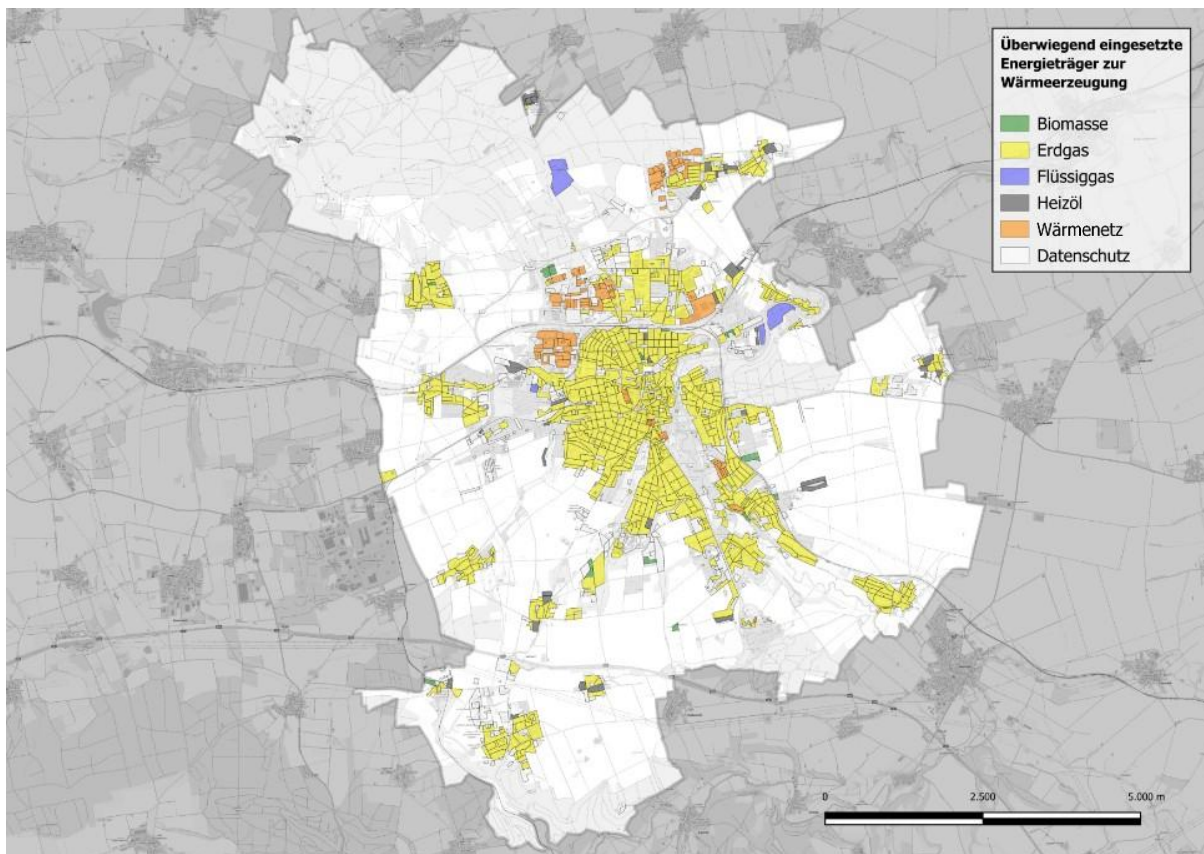 Überwiegend eingesetzte
Energieträger zur
Wärmeerzeugung
Biomasse
Erdgas
Flüssiggas
Heizöl
Wärmenetz
Datenschutz
0 2.500 5.000 m